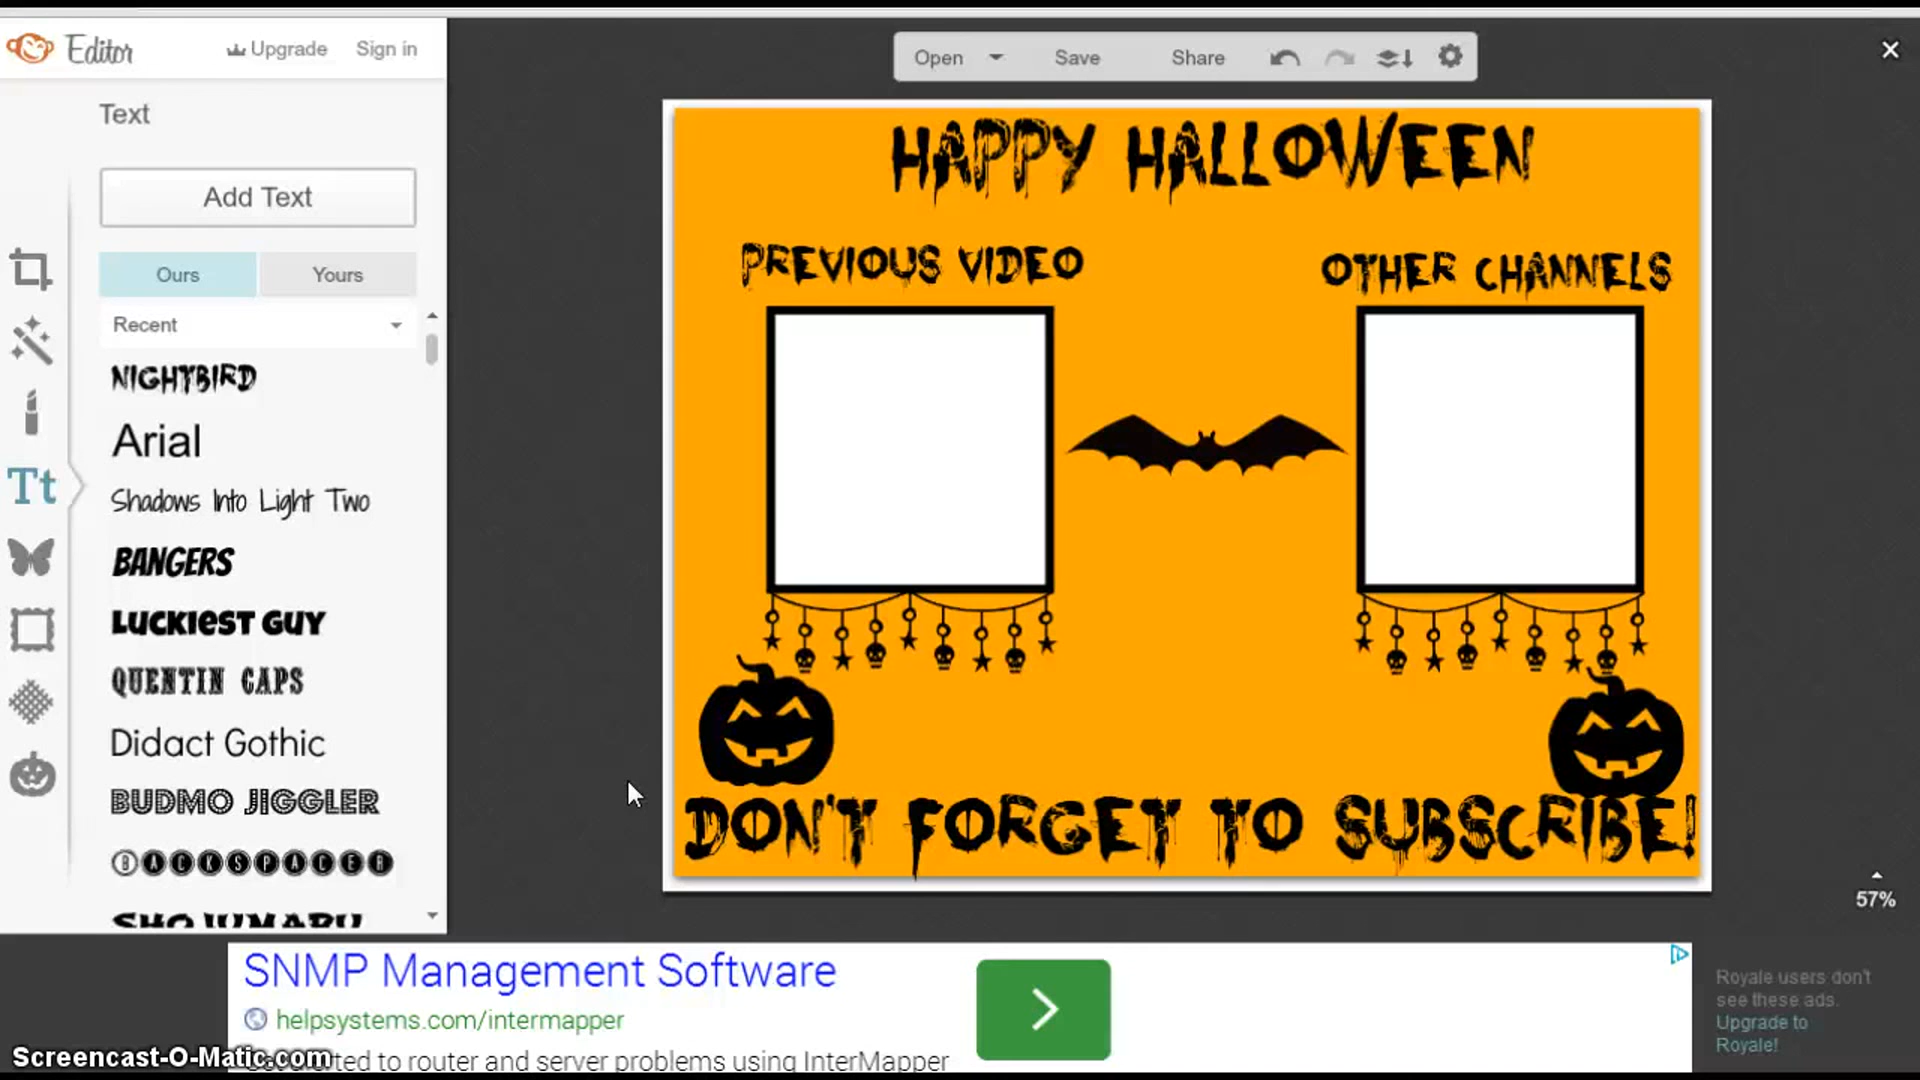 Editor
Upgrade
Sign in
Open
Save
Share
Text
Add Text
Ours
Yours
Recent
NIGHTBIRD
Arial
Shadows Into Light Two
BANGERS
LUCKIEST GUY
QUENTIN CAPS
Didact Gothic
BUDMO JIGGLER
BACKSPACER
Tt
HAPPY HALLOWEEN
PREVIOUS VIDEO
OTHER CHANNELS
DON'T FORGET TO SUBSCRIBE!
57%
SNMP Management Software
helpsystems.com/intermapper
to router and server problems using InterMapper
Royale users don't
see these ads.
Upgrade to
Royale!
Screencast-O-Matic.com